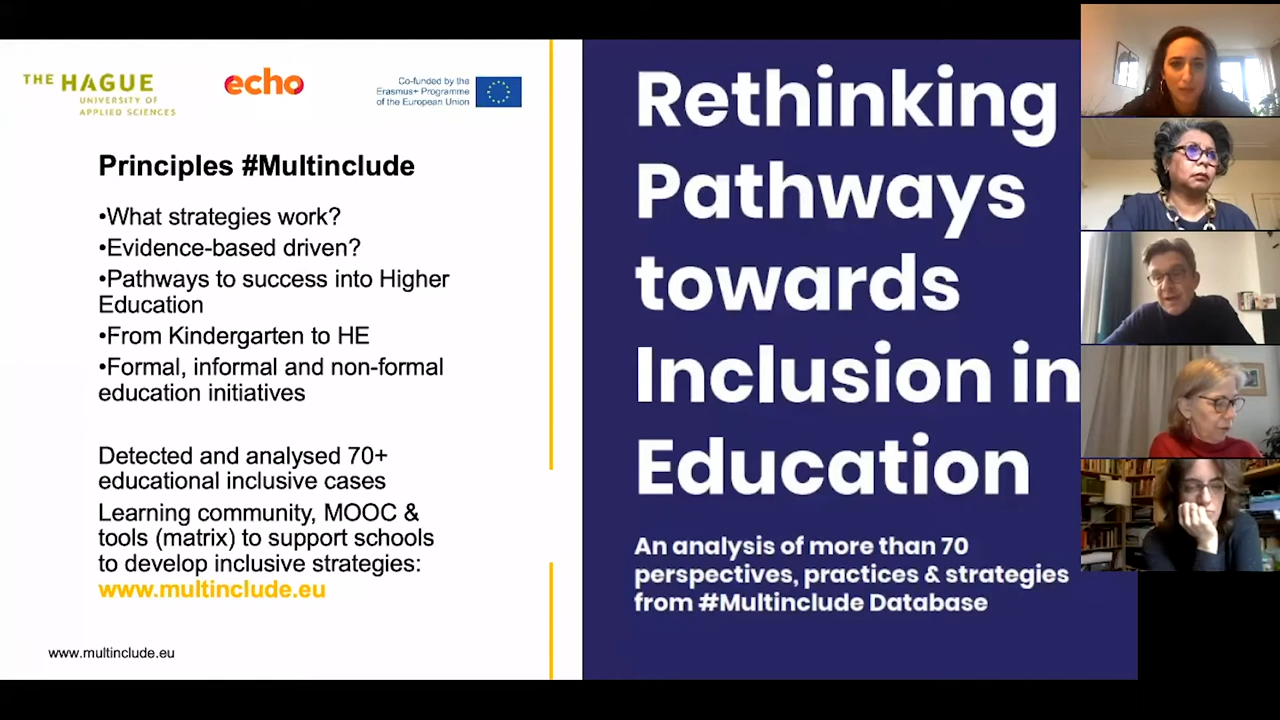 THE HAGUE
UNIVERSITY OF
APPLIED SCIENCES
echo
Co-funded by the
Erasmus+ Programme
of the European Union
Principles #Multinclude
•What strategies work?
•Evidence-based driven?
•Pathways to success into Higher
Education
•From Kindergarten to HE
•Formal, informal and non-formal
education initiatives
Detected and analysed 70+
educational inclusive cases
Learning community, MOOC &
tools (matrix) to support schools
to develop inclusive strategies:
www.multinclude.eu
www.multinclude.eu
Rethinking
Pathways
towards
Inclusion in
Education
An analysis of more than 70
perspectives, practices & strategies
from #Multinclude Database